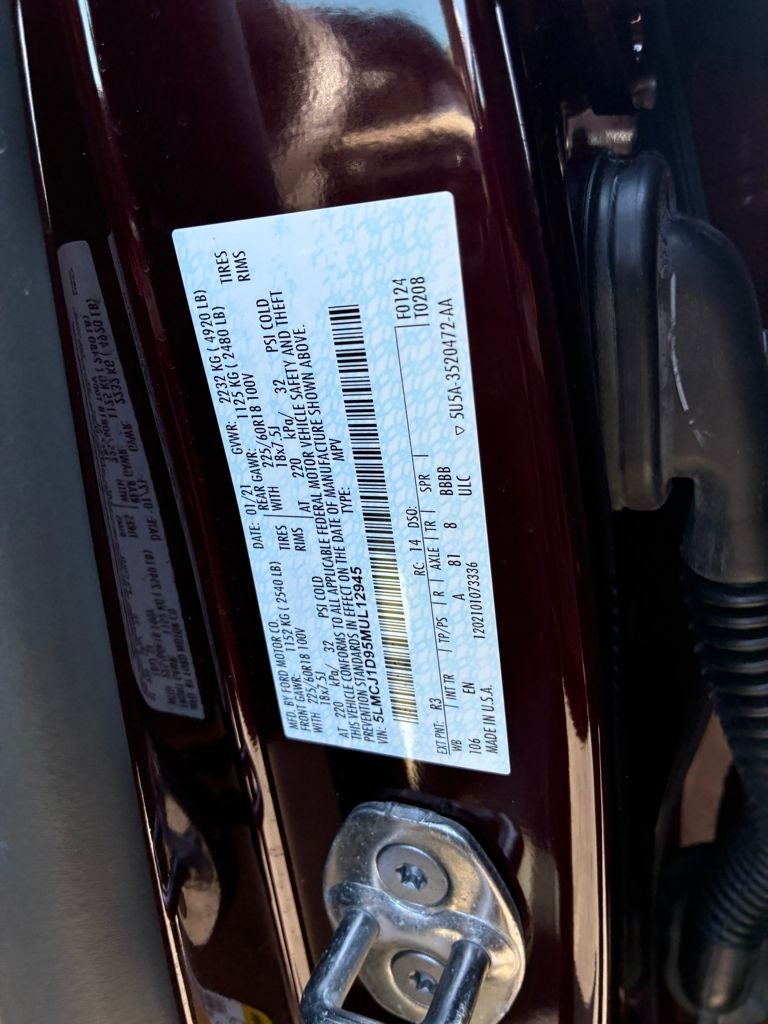 MFD. BY FORD MOTOR CO. DATE: 01/21 GVWR: 2232 KG ( 4920 LB)
FRONT GAWR: 1152 KG ( 2540 LB) REAR GAWR: 1125 KG ( 2480 LB)
WITH 225/60R18 100V TIRES WITH 225/60R18 100V TIRES
18x7.5J RIMS 18x7.5J RIMS
AT 220 kPa/ 32 PSI COLD AT 220 kPa/ 32 PSI COLD
THIS VEHICLE CONFORMS TO ALL APPLICABLE FEDERAL MOTOR VEHICLE SAFETY AND THEFT
PREVENTION STANDARDS IN EFFECT ON THE DATE OF MANUFACTURE SHOWN ABOVE.
VIN: 5LMCJ1D95MUL12945 TYPE: MPV
F0124
T0208
EXT PNT: R3 RC: 14 DSO:
WB INT TR TP/PS R AXLE TR SPR
106 EN A 81 8 BBBB
ULC
▽ 5U5A-3520472-AA
MADE IN U.S.A. 1202101073336